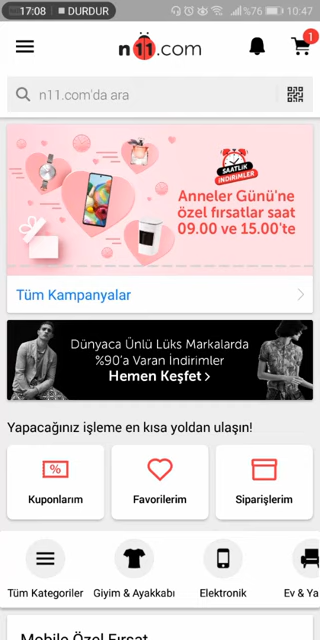 17:08 DURDUR %76 10:47
n11.com
1
n11.com'da ara
SAATLİK
İNDİRİMLER
Anneler Günü'ne
özel fırsatlar saat
09.00 ve 15.00'te
Tüm Kampanyalar
Dünyaca Ünlü Lüks Markalarda
%90'a Varan İndirimler
Hemen Keşfet >
Yapacağınız işleme en kısa yoldan ulaşın!
%
Kuponlarım Favorilerim Siparişlerim
Tüm Kategoriler Giyim & Ayakkabı Elektronik Ev & Ya
Mobile Özel Fırsat